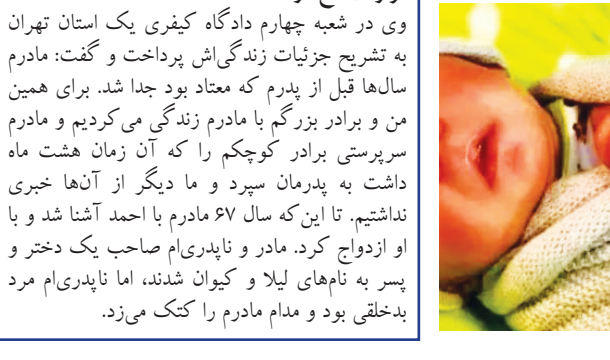 وی در شعبه چهارم دادگاه کیفری یک استان تهران
به تشریح جزئیات زندگی‌اش پرداخت و گفت: مادرم
سال‌ها قبل از پدرم که معتاد بود جدا شد. برای همین
من و برادر بزرگم با مادرم زندگی می‌کردیم و مادرم
سرپرستی برادر کوچکم را که آن زمان هشت ماه
داشت به پدرمان سپرد و ما دیگر از آن‌ها خبری
نداشتیم. تا این‌که سال ۶۷ مادرم با احمد آشنا شد و با
او ازدواج کرد. مادر و ناپدری‌ام صاحب یک دختر و
پسر به نام‌های لیلا و کیوان شدند، اما ناپدری‌ام مرد
بدخلقی بود و مدام مادرم را کتک می‌زد.